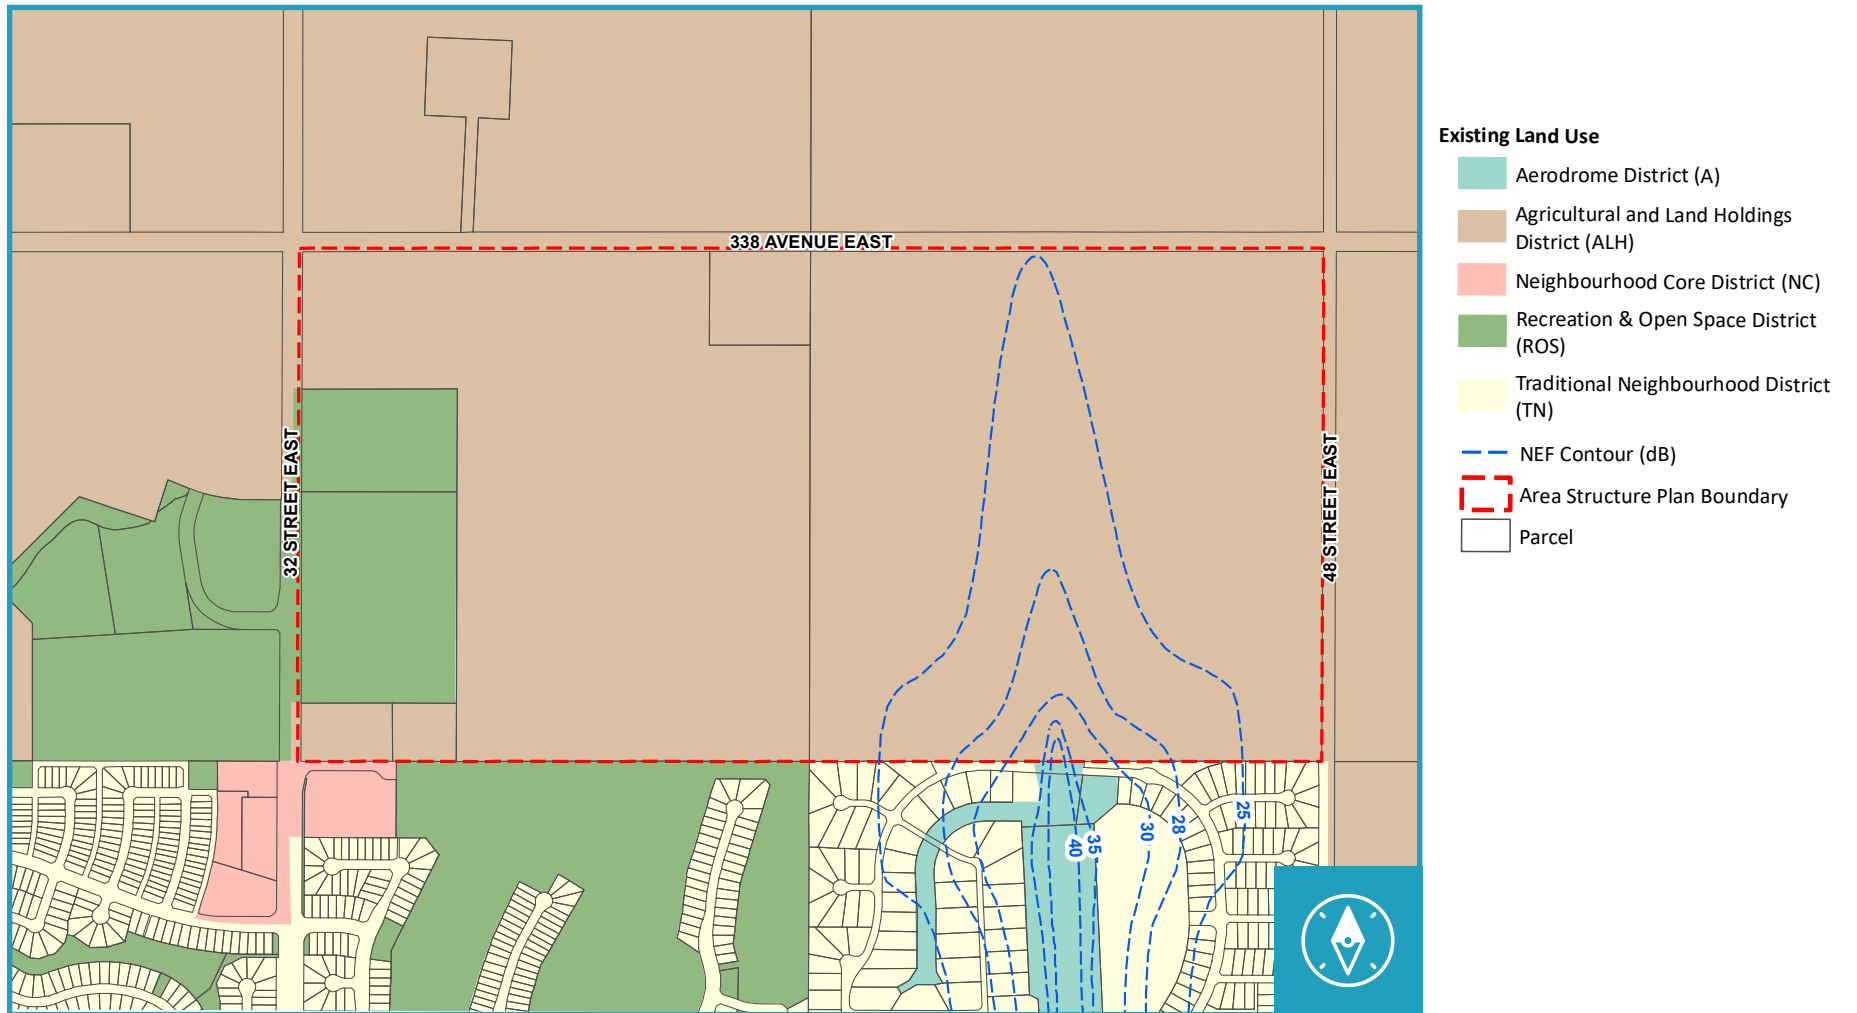 338 AVENUE EAST
32 STREET EAST
48 STREET EAST
25
28
30
35
40
Existing Land Use
Aerodrome District (A)
Agricultural and Land Holdings
District (ALH)
Neighbourhood Core District (NC)
Recreation & Open Space District
(ROS)
Traditional Neighbourhood District
(TN)
NEF Contour (dB)
Area Structure Plan Boundary
Parcel